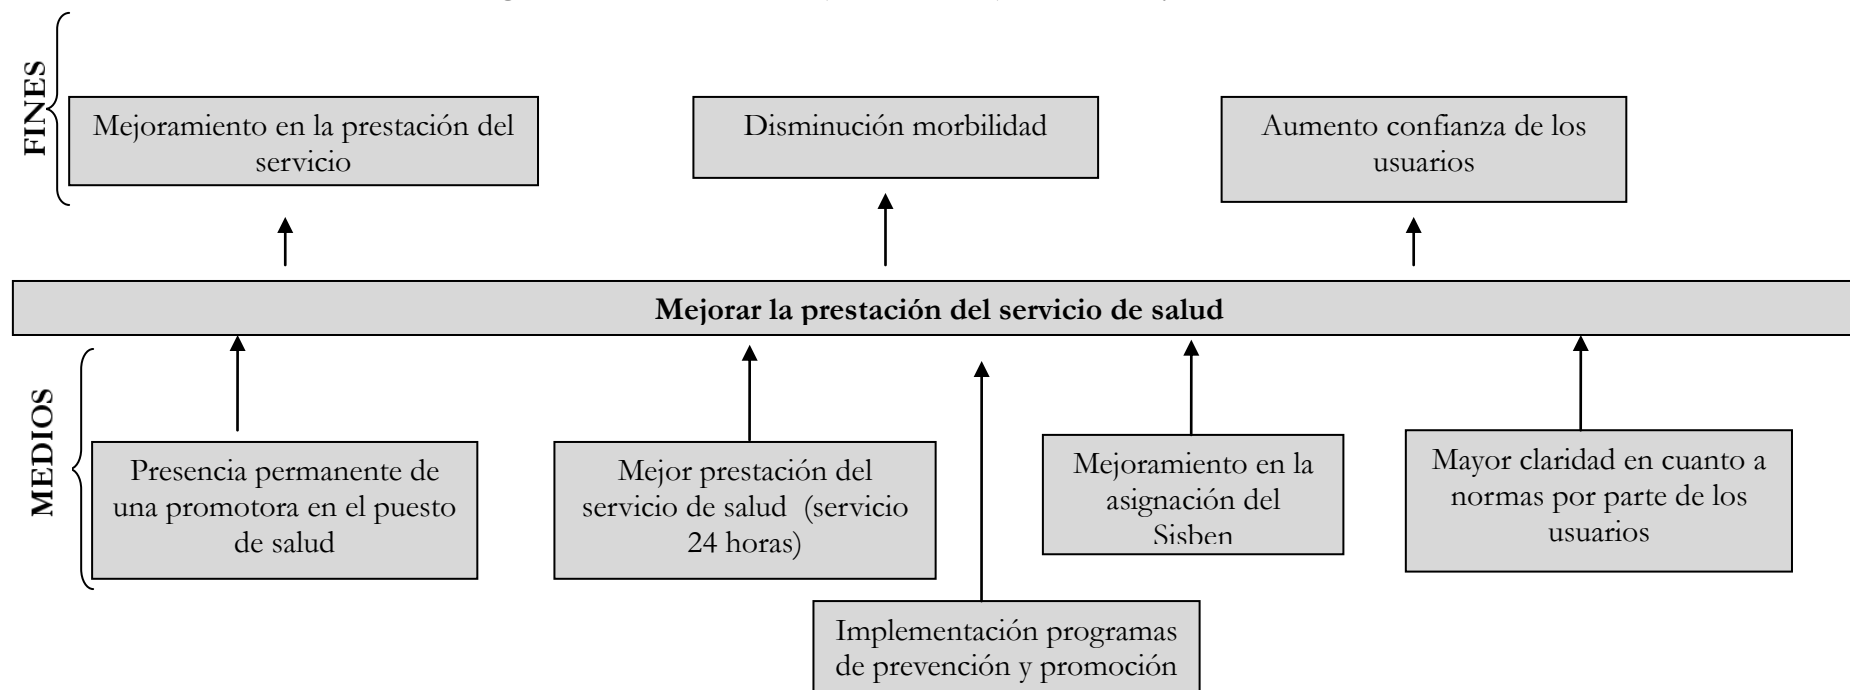 FINES
Mejoramiento en la prestación del
servicio
Disminución morbilidad
Aumento confianza de los
usuarios
Mejorar la prestación del servicio de salud
MEDIOS
Presencia permanente de
una promotora en el puesto
de salud
Mejor prestación del
servicio de salud (servicio
24 horas)
Mejoramiento en la
asignación del
Sisben
Mayor claridad en cuanto a
normas por parte de los
usuarios
Implementación programas
de prevención y promoción